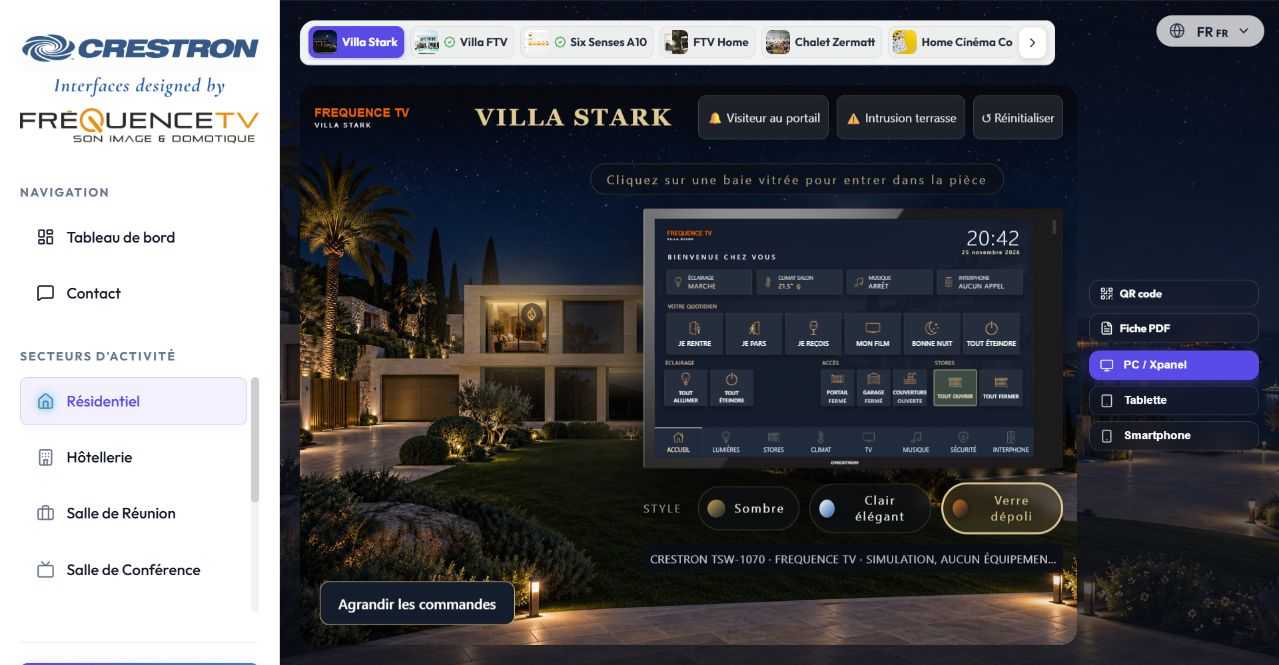 CRESTRON
Interfaces designed by
FRÉQUENCETV
SON IMAGE & DOMOTIQUE
NAVIGATION
Tableau de bord
Contact
SECTEURS D'ACTIVITÉ
Résidentiel
Hôtellerie
Salle de Réunion
Salle de Conférence
Villa Stark
Villa FTV
Six Senses A10
FTV Home
Chalet Zermatt
Home Cinéma Co
FR FR
FREQUENCE TV
VILLA STARK
VILLA STARK
Visiteur au portail
Intrusion terrasse
↺ Réinitialiser
Cliquez sur une baie vitrée pour entrer dans la pièce
FREQUENCE TV
VILLA STARK
20:42
25 novembre 2026
BIENVENUE CHEZ VOUS
ÉCLAIRAGE
MARCHE
CLIMAT SALON
21.5°
MUSIQUE
ARRÊT
INTERPHONE
AUCUN APPEL
VOTRE QUOTIDIEN
JE RENTRE
JE PARS
JE REÇOIS
MON FILM
BONNE NUIT
TOUT ÉTEINDRE
ÉCLAIRAGE
ACCÈS
STORES
TOUT ALLUMER
TOUT ÉTEINDRE
PORTAIL
FERMÉ
GARAGE
FERMÉ
COUVERTURE
OUVERTE
TOUT OUVRIR
TOUT FERMER
ACCUEIL
LUMIÈRES
STORES
CLIMAT
TV
MUSIQUE
SÉCURITÉ
INTERPHONE
CRESTRON
STYLE
Sombre
Clair
élégant
Verre
dépoli
CRESTRON TSW-1070 · FREQUENCE TV · SIMULATION, AUCUN ÉQUIPEMEN...
Agrandir les commandes
QR code
Fiche PDF
PC / Xpanel
Tablette
Smartphone